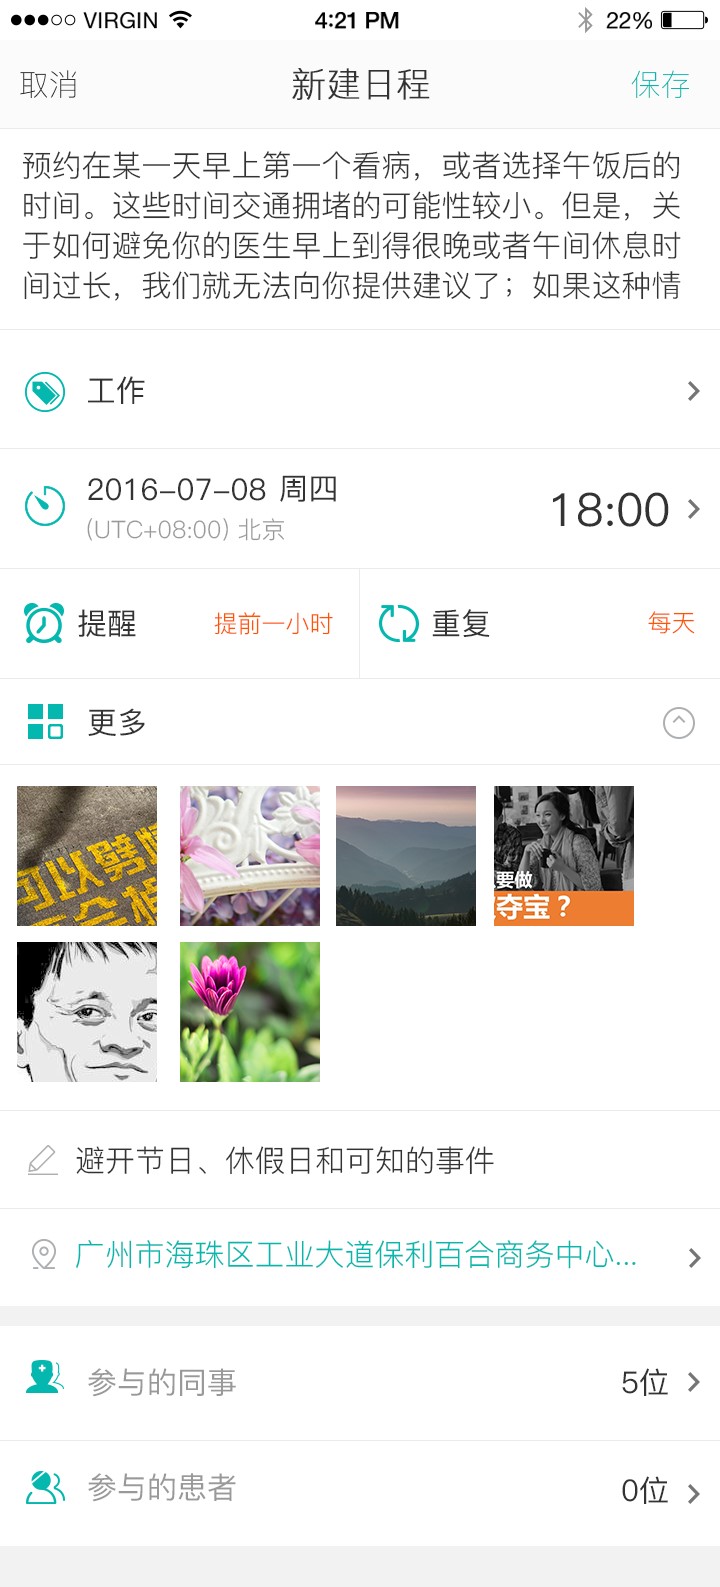 VIRGIN 4:21 PM 22%
取消 新建日程 保存
预约在某一天早上第一个看病，或者选择午饭后的
时间。这些时间交通拥堵的可能性较小。但是，关
于如何避免你的医生早上到得很晚或者午间休息时
间过长，我们就无法向你提供建议了；如果这种情
工作
2016-07-08 周四
18:00
(UTC+08:00) 北京
提醒 提前一小时 重复 每天
更多
可以劈
要做
夺宝？
避开节日、休假日和可知的事件
广州市海珠区工业大道保利百合商务中心...
参与的同事 5位
参与的患者 0位